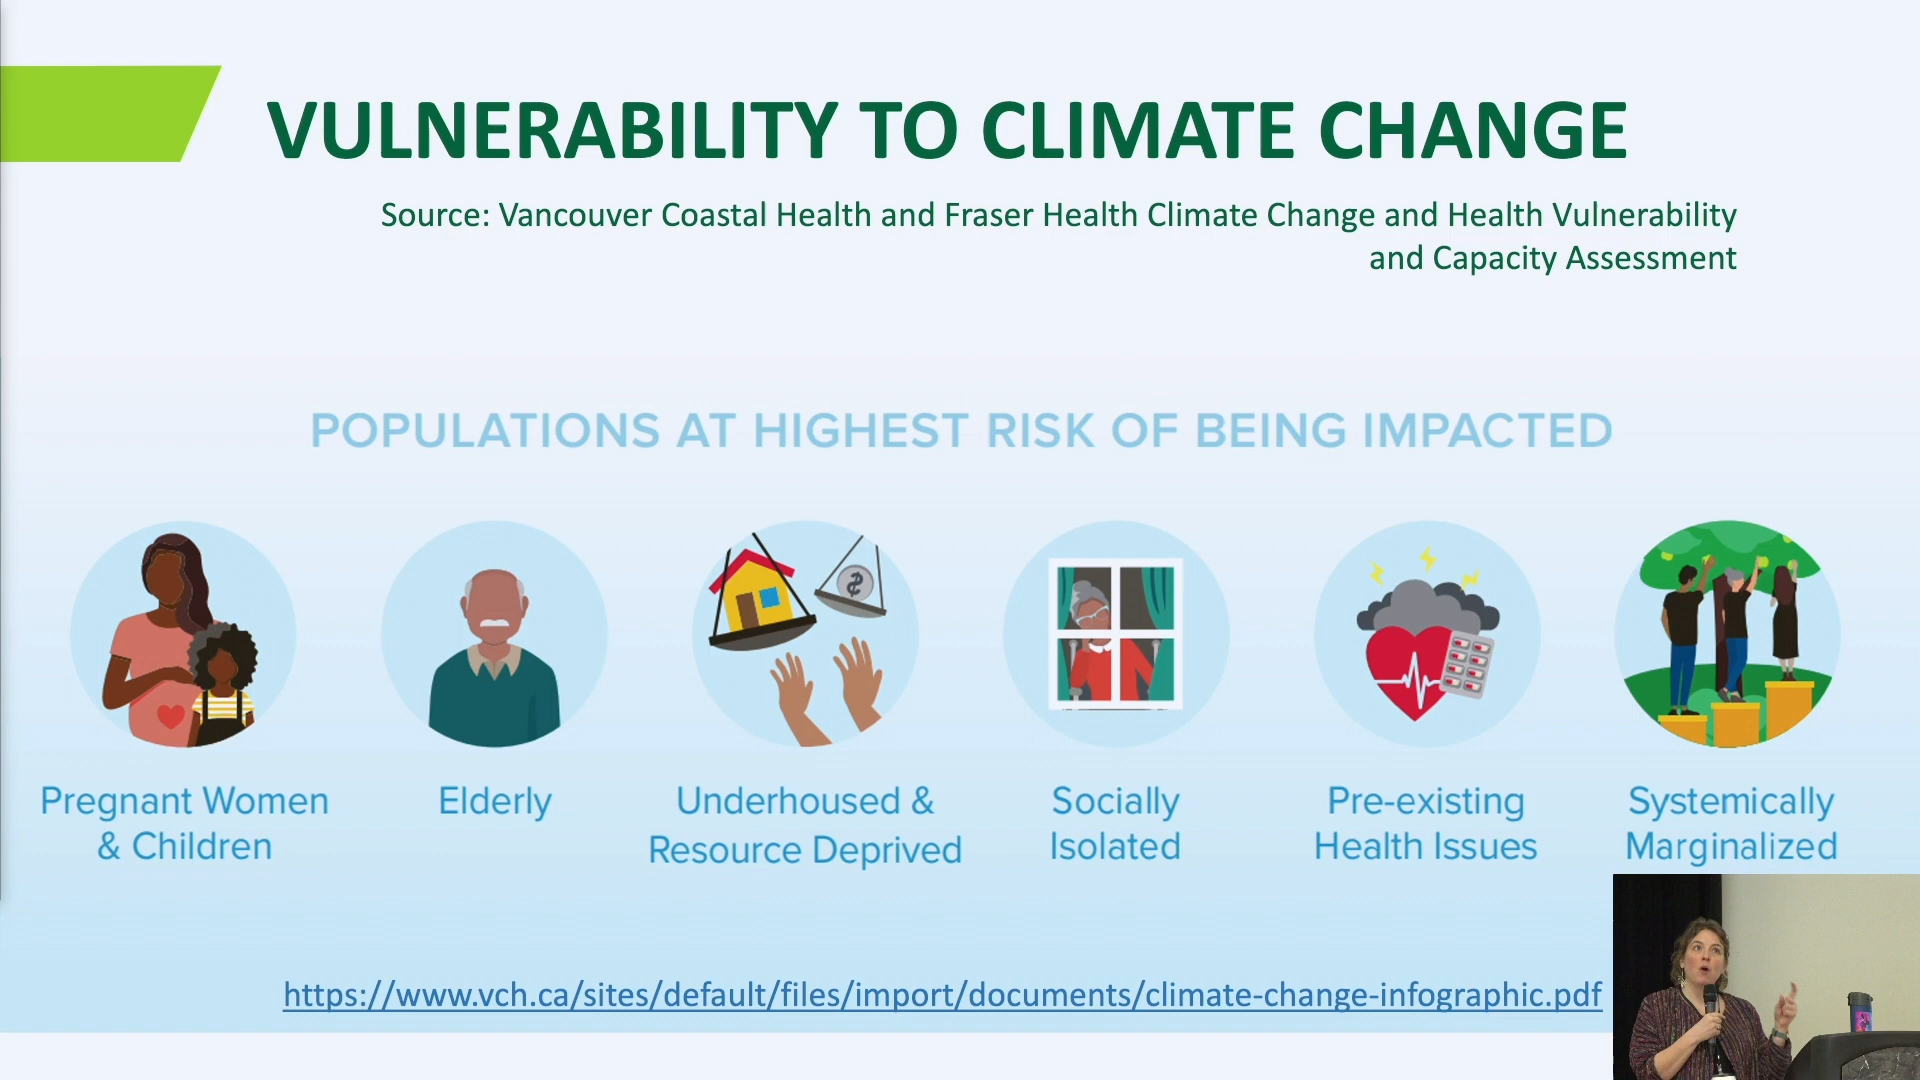 VULNERABILITY TO CLIMATE CHANGE
Source: Vancouver Coastal Health and Fraser Health Climate Change and Health Vulnerability
and Capacity Assessment
POPULATIONS AT HIGHEST RISK OF BEING IMPACTED
Pregnant Women
& Children
Elderly
Underhoused &
Resource Deprived
Socially
Isolated
Pre-existing
Health Issues
Systemically
Marginalized
https://www.vch.ca/sites/default/files/import/documents/climate-change-infographic.pdf